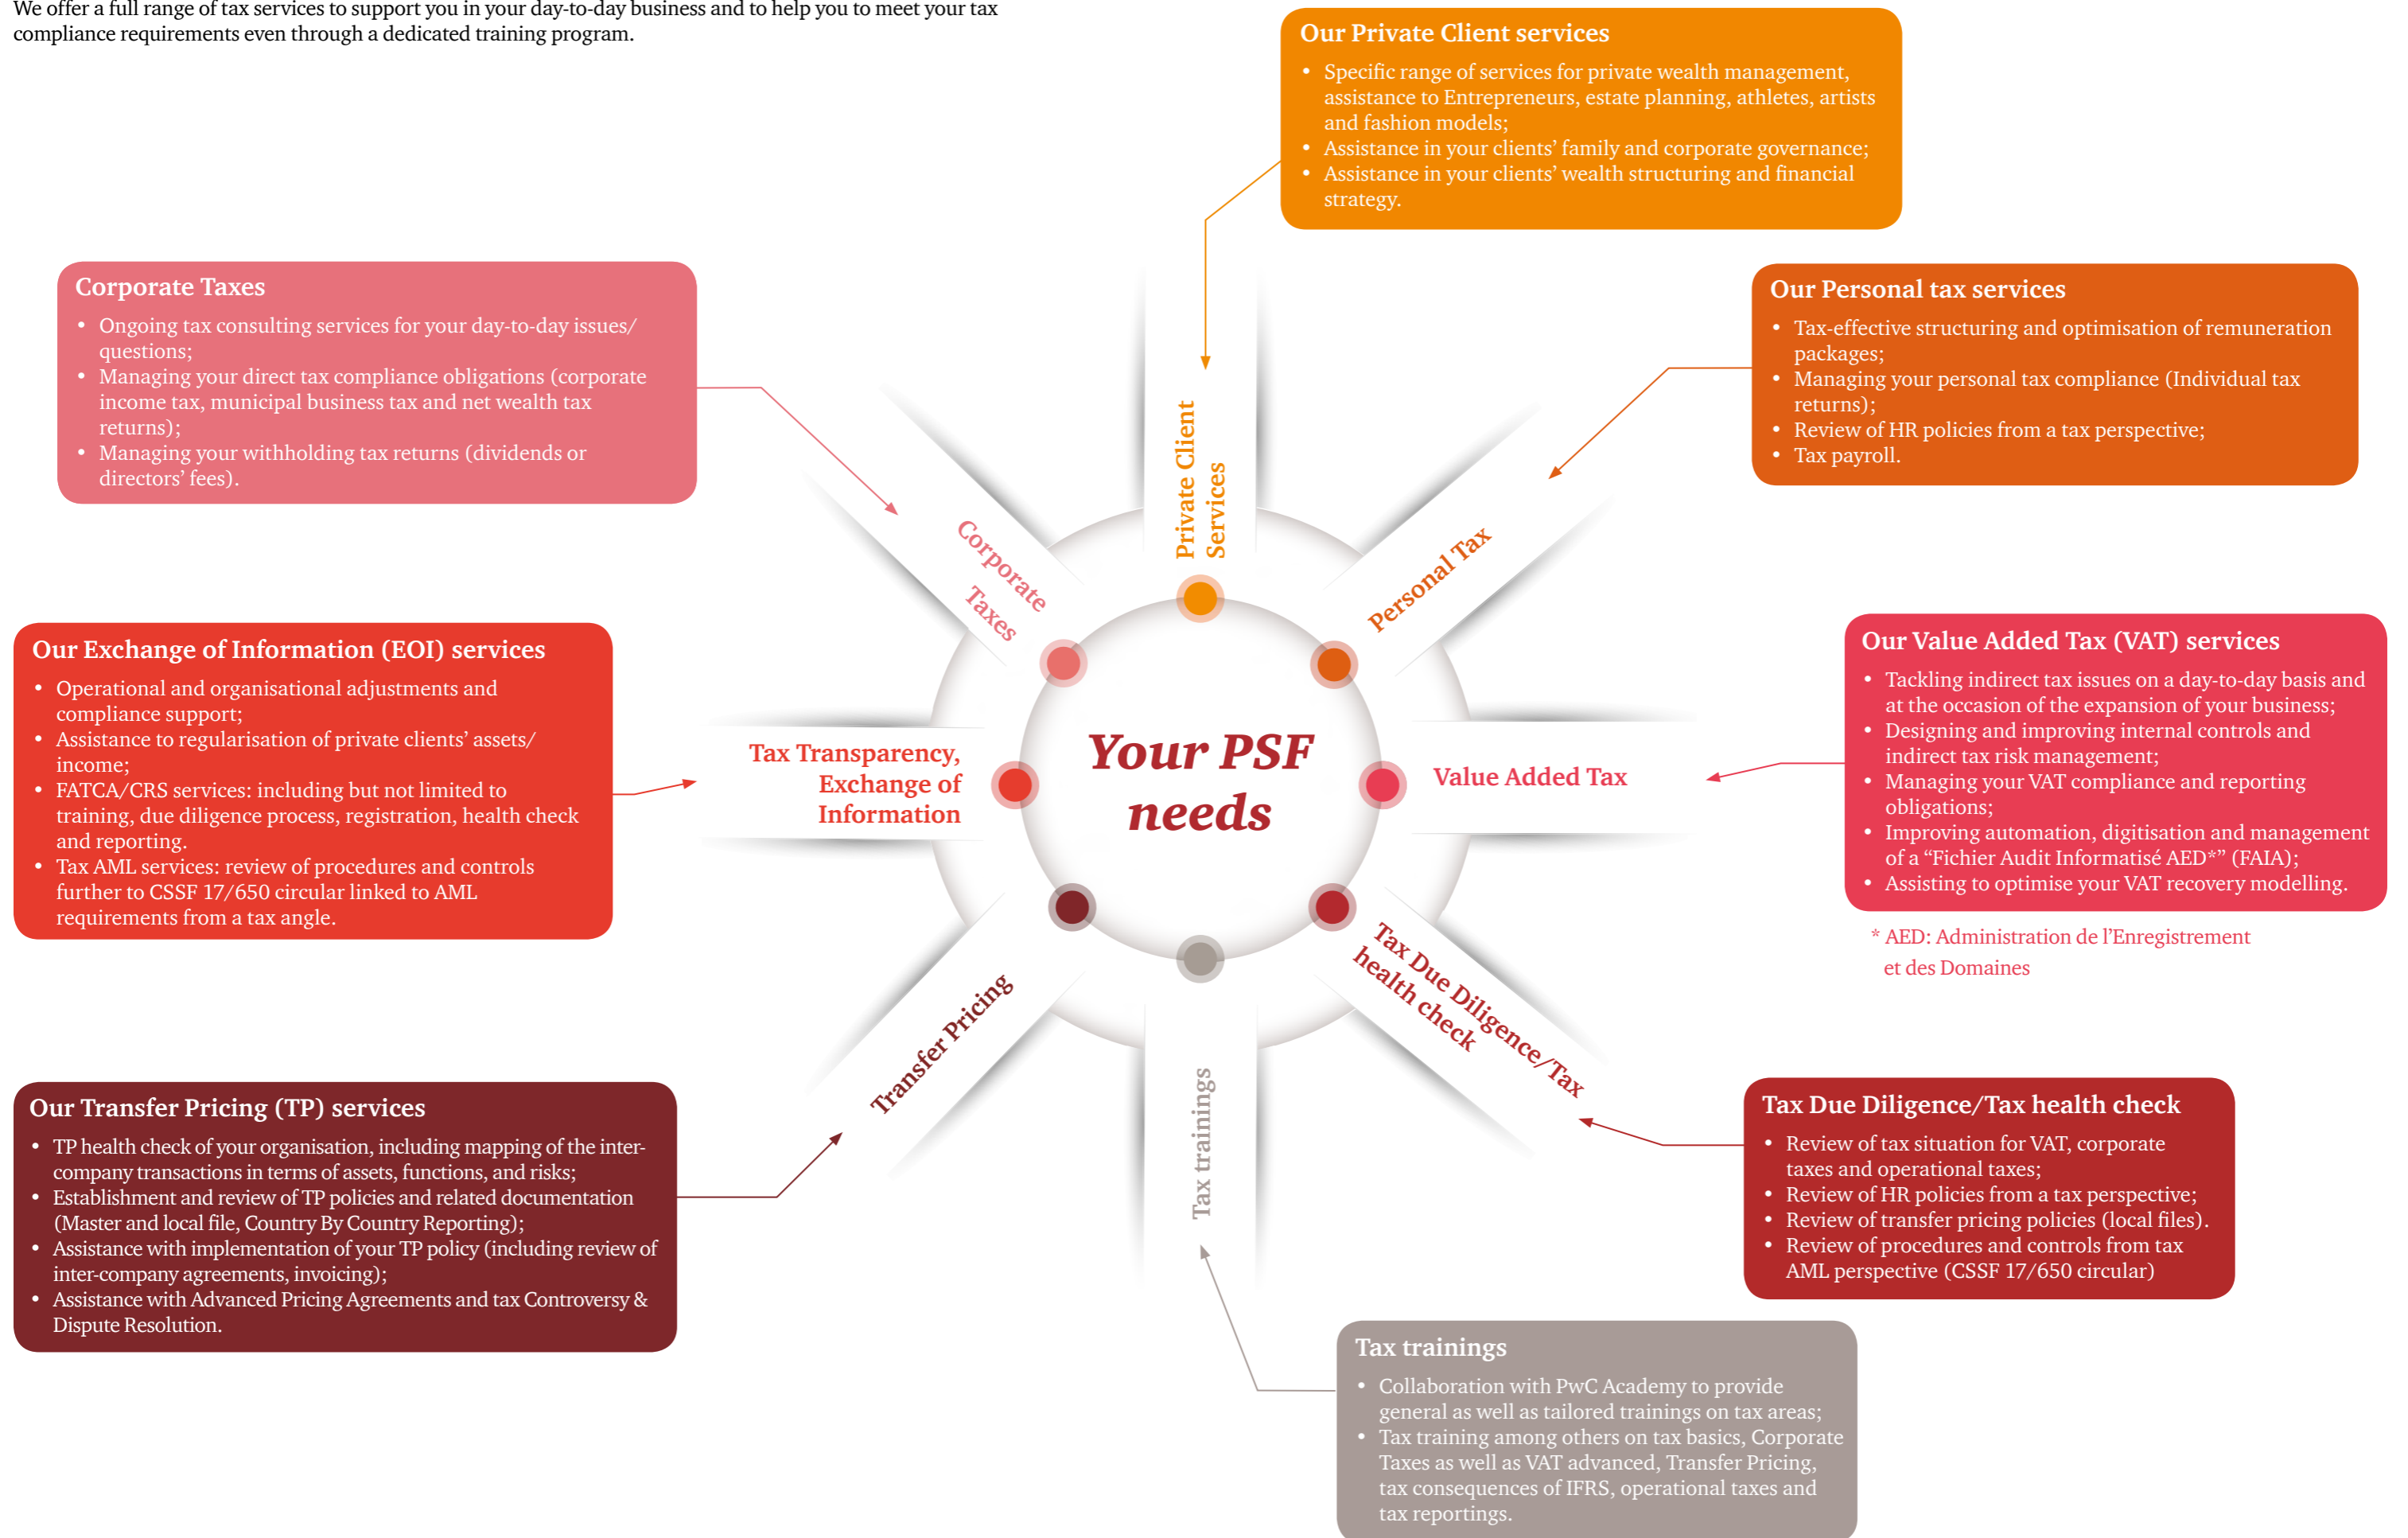 We offer a full range of tax services to support you in your day-to-day business and to help you to meet your tax
compliance requirements even through a dedicated training program.
Our Private Client services
• Specific range of services for private wealth management,
assistance to Entrepreneurs, estate planning, athletes, artists
and fashion models;
• Assistance in your clients’ family and corporate governance;
• Assistance in your clients’ wealth structuring and financial
strategy.
Corporate Taxes
• Ongoing tax consulting services for your day-to-day issues/
questions;
• Managing your direct tax compliance obligations (corporate
income tax, municipal business tax and net wealth tax
returns);
• Managing your withholding tax returns (dividends or
directors’ fees).
Our Personal tax services
• Tax-effective structuring and optimisation of remuneration
packages;
• Managing your personal tax compliance (Individual tax
returns);
• Review of HR policies from a tax perspective;
• Tax payroll.
Private Client
Services
Corporate
Taxes
Personal Tax
Our Exchange of Information (EOI) services
• Operational and organisational adjustments and
compliance support;
• Assistance to regularisation of private clients’ assets/
income;
• FATCA/CRS services: including but not limited to
training, due diligence process, registration, health check
and reporting.
• Tax AML services: review of procedures and controls
further to CSSF 17/650 circular linked to AML
requirements from a tax angle.
Tax Transparency,
Exchange of
Information
Your PSF
needs
Value Added Tax
Our Value Added Tax (VAT) services
• Tackling indirect tax issues on a day-to-day basis and
at the occasion of the expansion of your business;
• Designing and improving internal controls and
indirect tax risk management;
• Managing your VAT compliance and reporting
obligations;
• Improving automation, digitisation and management
of a “Fichier Audit Informatisé AED*” (FAIA);
• Assisting to optimise your VAT recovery modelling.
* AED: Administration de l’Enregistrement
et des Domaines
Transfer Pricing
Tax trainings
Tax Due Diligence/Tax
health check
Our Transfer Pricing (TP) services
• TP health check of your organisation, including mapping of the inter-
company transactions in terms of assets, functions, and risks;
• Establishment and review of TP policies and related documentation
(Master and local file, Country By Country Reporting);
• Assistance with implementation of your TP policy (including review of
inter-company agreements, invoicing);
• Assistance with Advanced Pricing Agreements and tax Controversy &
Dispute Resolution.
Tax Due Diligence/Tax health check
• Review of tax situation for VAT, corporate
taxes and operational taxes;
• Review of HR policies from a tax perspective;
• Review of transfer pricing policies (local files).
• Review of procedures and controls from tax
AML perspective (CSSF 17/650 circular)
Tax trainings
• Collaboration with PwC Academy to provide
general as well as tailored trainings on tax areas;
• Tax training among others on tax basics, Corporate
Taxes as well as VAT advanced, Transfer Pricing,
tax consequences of IFRS, operational taxes and
tax reportings.